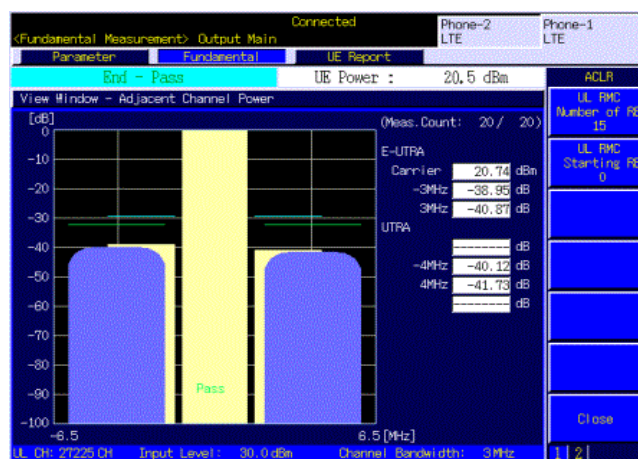 Connected
Phone-2
LTE
Phone-1
LTE
<Fundamental Measurement> Output Main
Parameter
Fundamental
UE Report
End - Pass
UE Power : 20.5 dBm
ACLR
View Window - Adjacent Channel Power
UL RMC
Number of RB
15
[dB]
(Meas.Count: 20/ 20)
UL RMC
Starting RB
0
0
-10
-20
-30
-40
-50
-60
-70
-80
-90
-100
E-UTRA
Carrier 20.74 dBm
-3MHz -38.95 dB
3MHz -40.87 dB
UTRA
------- dB
-4MHz -40.12 dB
4MHz -41.73 dB
------- dB
Pass
-6.5
6.5[MHz]
Close
UL CH: 27225CH Input Level: 30.0dBm Channel Bandwidth: 3MHz
1 2